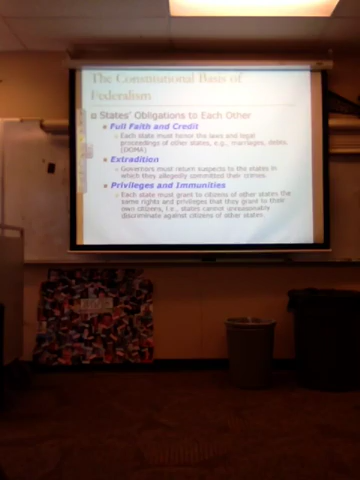 The Constitutional Basis of
Federalism
States' Obligations to Each Other
Full Faith and Credit
Each state must honor the laws and legal
proceedings of other states, e.g., marriages, debts.
(DOMA)
Extradition
Governors must return suspects to the states in
which they allegedly committed their crimes.
Privileges and Immunities
Each state must grant to citizens of other states the
same rights and privileges that they grant to their
own citizens, i.e., states cannot unreasonably
discriminate against citizens of other states.